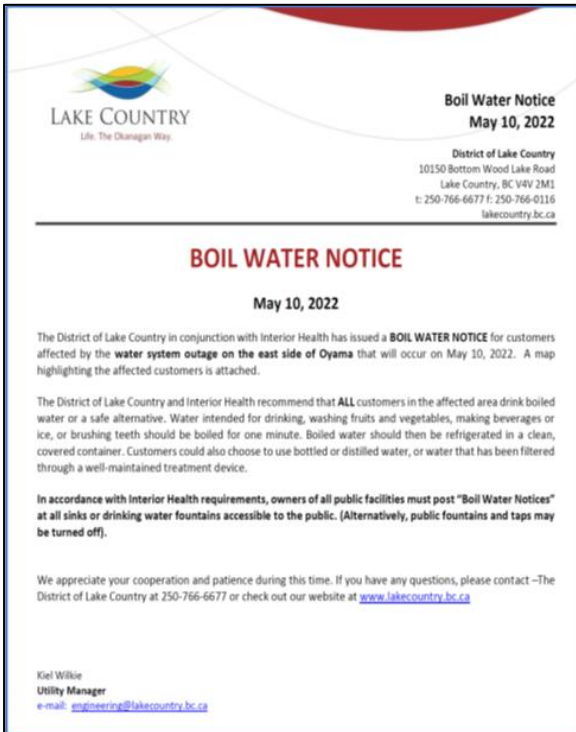 LAKE COUNTRY
Life. The Okanagan Way.
Boil Water Notice
May 10, 2022
District of Lake Country
10150 Bottom Wood Lake Road
Lake Country, BC V4V 2M1
t: 250-766-6677 f: 250-766-0116
lakecountry.bc.ca
BOIL WATER NOTICE
May 10, 2022
The District of Lake Country in conjunction with Interior Health has issued a BOIL WATER NOTICE for customers
affected by the water system outage on the east side of Oyama that will occur on May 10, 2022. A map
highlighting the affected customers is attached.
The District of Lake Country and Interior Health recommend that ALL customers in the affected area drink boiled
water or a safe alternative. Water intended for drinking, washing fruits and vegetables, making beverages or
ice, or brushing teeth should be boiled for one minute. Boiled water should then be refrigerated in a clean,
covered container. Customers could also choose to use bottled or distilled water, or water that has been filtered
through a well-maintained treatment device.
In accordance with Interior Health requirements, owners of all public facilities must post "Boil Water Notices"
at all sinks or drinking water fountains accessible to the public. (Alternatively, public fountains and taps may
be turned off).
We appreciate your cooperation and patience during this time. If you have any questions, please contact –The
District of Lake Country at 250-766-6677 or check out our website at www.lakecountry.bc.ca
Kiel Wilkie
Utility Manager
e-mail: engineering@lakecountry.bc.ca